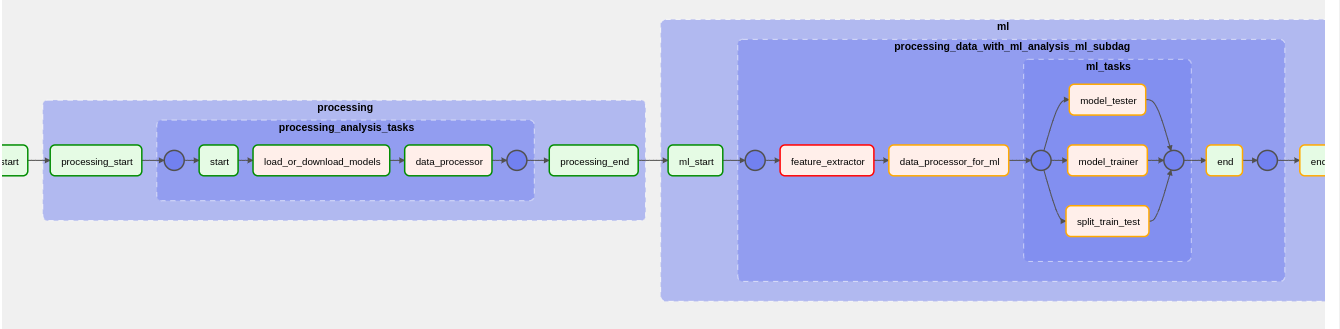 ml
processing_data_with_ml_analysis_ml_subdag
ml_tasks
model_tester
processing
processing_analysis_tasks
start
processing_start
start
load_or_download_models
data_processor
processing_end
ml_start
feature_extractor
data_processor_for_ml
model_trainer
end
end
split_train_test